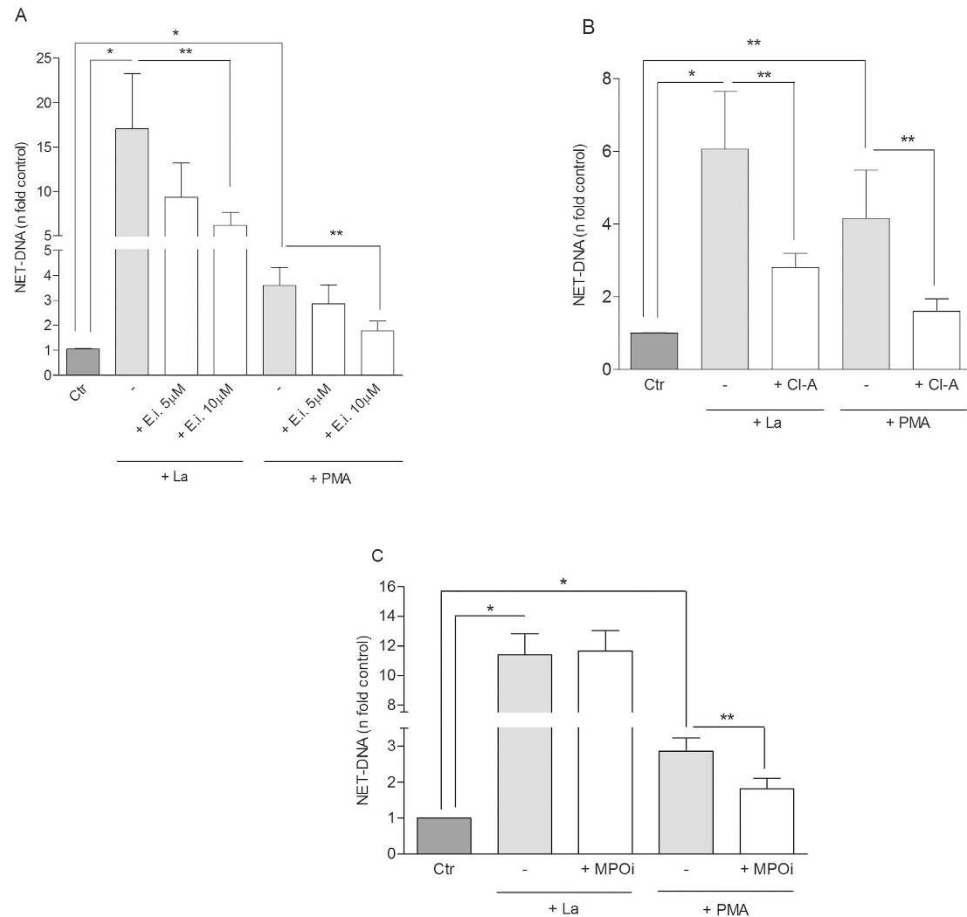 A
NET-DNA (n fold control)
25
20
15
10
5
5
4
3
2
1
0
*
*
**
**
Ctr
-
+ E.i. 5µM
+ E.i. 10µM
-
+ E.i. 5µM
+ E.i. 10µM
+ La
+ PMA
B
NET-DNA (n fold control)
8
6
4
2
0
**
*
**
**
Ctr
-
+ Cl-A
-
+ Cl-A
+ La
+ PMA
C
NET-DNA (n fold control)
16
14
12
10
8
3
2
1
0
*
*
**
Ctr
-
+ MPOi
-
+ MPOi
+ La
+ PMA